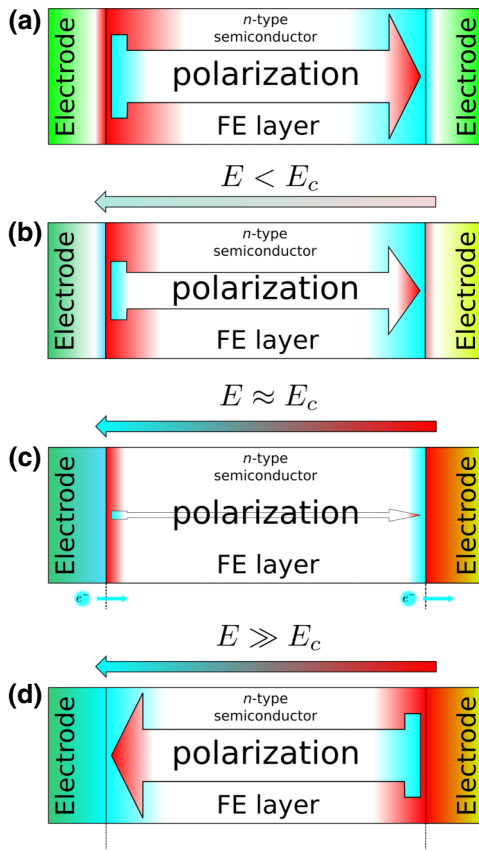 (a)
Electrode
n-type
semiconductor
polarization
FE layer
Electrode
E < E_c
(b)
Electrode
n-type
semiconductor
polarization
FE layer
Electrode
E ≈ E_c
(c)
Electrode
n-type
semiconductor
polarization
FE layer
Electrode
e⁻
e⁻
E ≫ E_c
(d)
Electrode
n-type
semiconductor
polarization
FE layer
Electrode